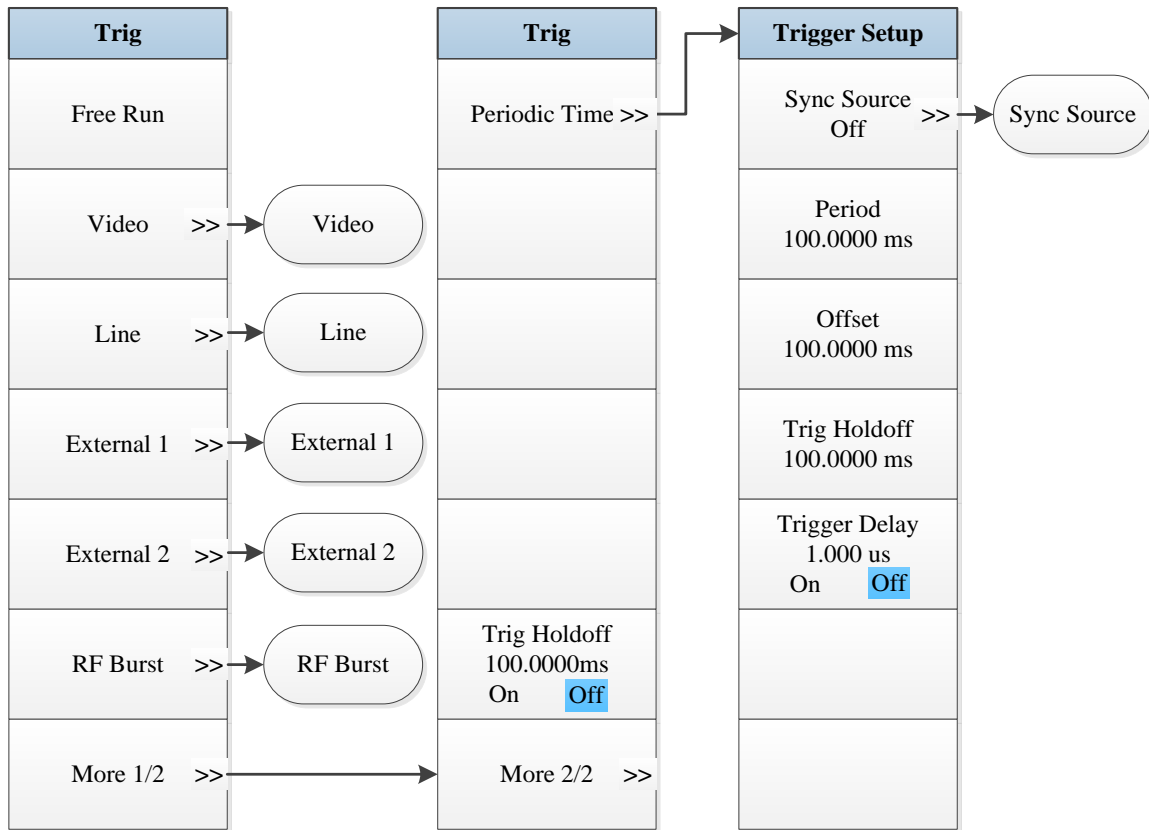 Trig
Free Run
Video >>
Video
Line >>
Line
External 1 >>
External 1
External 2 >>
External 2
RF Burst >>
RF Burst
More 1/2 >>
Trig
Periodic Time >>
Trig Holdoff
100.0000ms
On Off
More 2/2 >>
Trigger Setup
Sync Source
Off >>
Sync Source
Period
100.0000 ms
Offset
100.0000 ms
Trig Holdoff
100.0000 ms
Trigger Delay
1.000 us
On Off